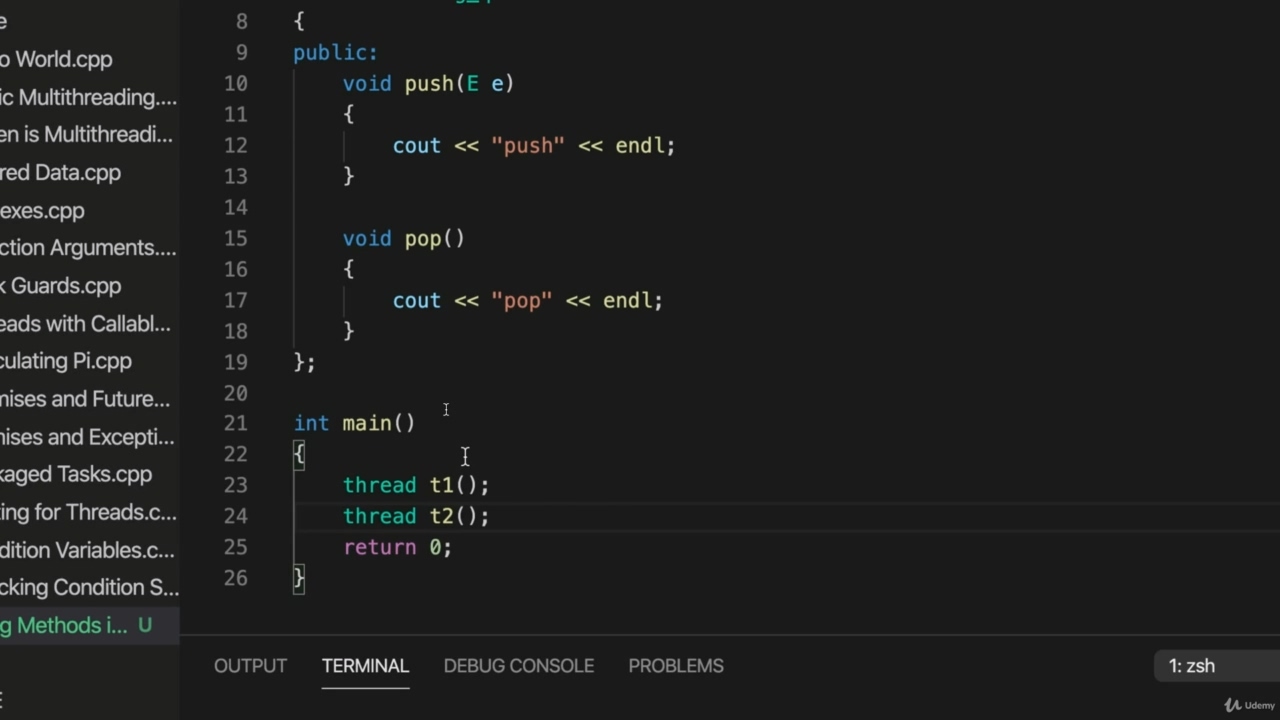 e
8 {
o World.cpp
9 public:
ic Multithreading....
10 void push(E e)
11 {
en is Multithreadi...
12 cout << "push" << endl;
red Data.cpp
13 }
exes.cpp
14
ction Arguments....
15 void pop()
16 {
k Guards.cpp
17 cout << "pop" << endl;
eads with Callabl...
18 }
culating Pi.cpp
19 };
20
mises and Future...
21 int main()
mises and Excepti...
22 {
kaged Tasks.cpp
23 thread t1();
ting for Threads.c...
24 thread t2();
dition Variables.c...
25 return 0;
cking Condition S...
26 }
g Methods i... U
OUTPUT TERMINAL DEBUG CONSOLE PROBLEMS 1: zsh
E
Udemy